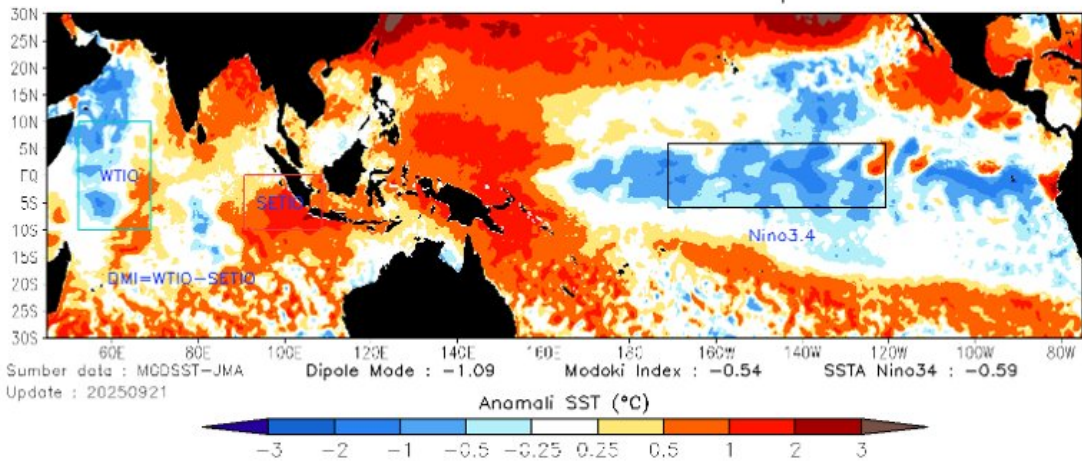 30N
25N
20N
15N
10N
5N
EQ
5S
10S
15S
20S
25S
30S
WTIO
SETIO
Nino3.4
DMI=WTIO-SETIO
60E 80E 100E 120E 140E 160E 180 160W 140W 120W 100W 80W
Sumber data : MGDSST-JMA Dipole Mode : -1.09 Modoki Index : -0.54 SSTA Nino34 : -0.59
Update : 20250921
Anomali SST (°C)
-3 -2 -1 -0.5 -0.25 0.25 0.5 1 2 3